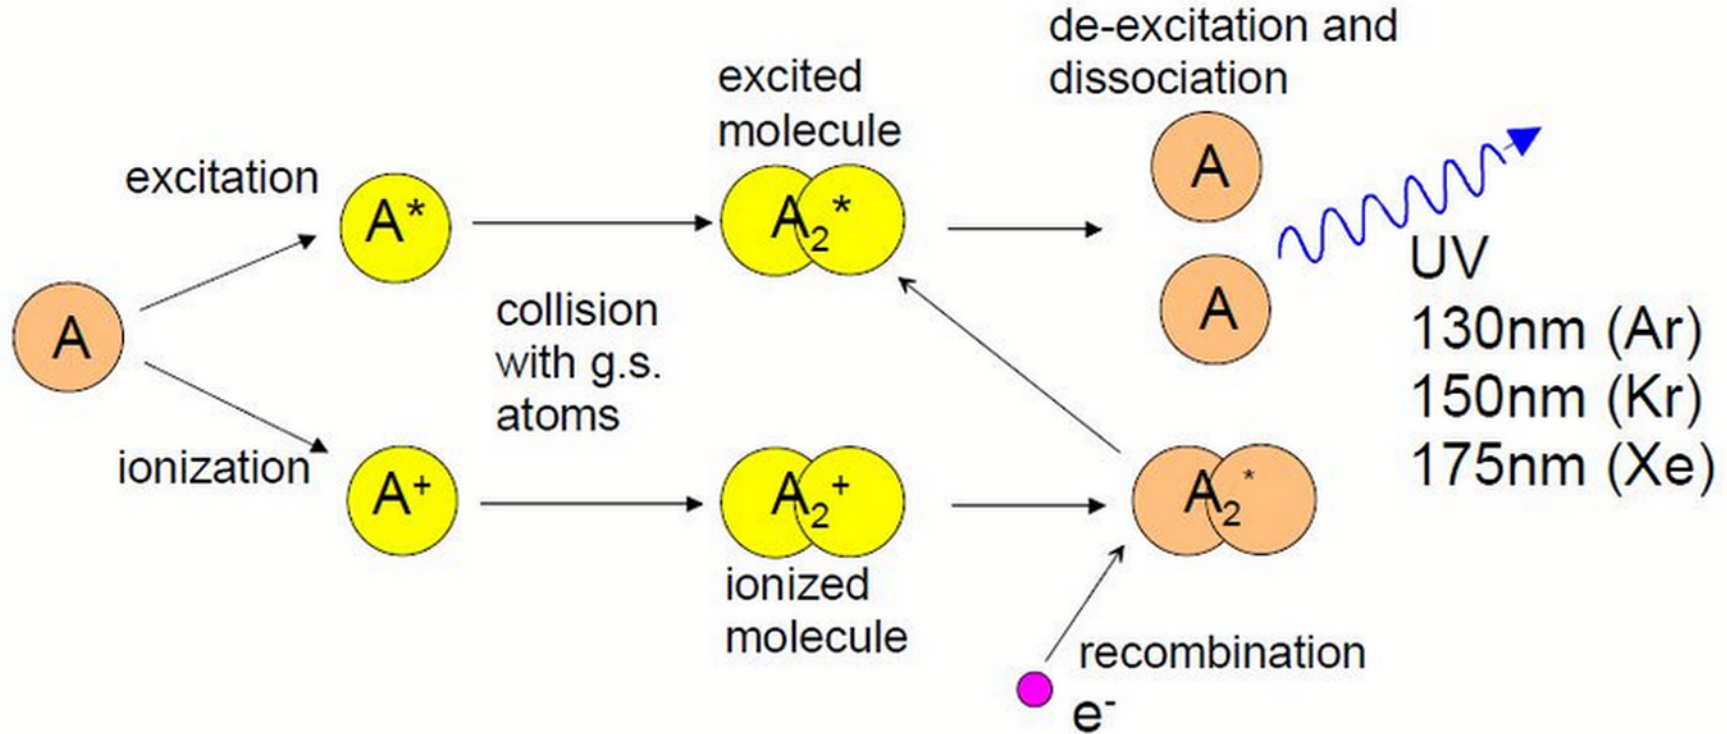 de-excitation and
dissociation
excited
molecule
excitation
A*
A₂*
A
A
A
UV
130nm (Ar)
150nm (Kr)
175nm (Xe)
collision
with g.s.
atoms
ionization
A⁺
A₂⁺
A₂*
ionized
molecule
recombination
e⁻